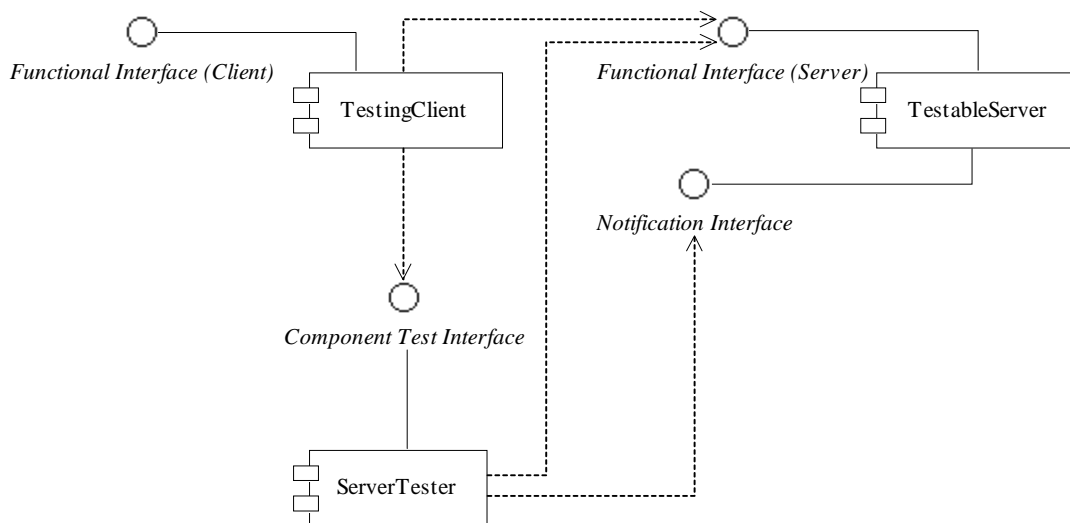 Functional Interface (Client)
Functional Interface (Server)
TestingClient
TestableServer
Notification Interface
Component Test Interface
ServerTester